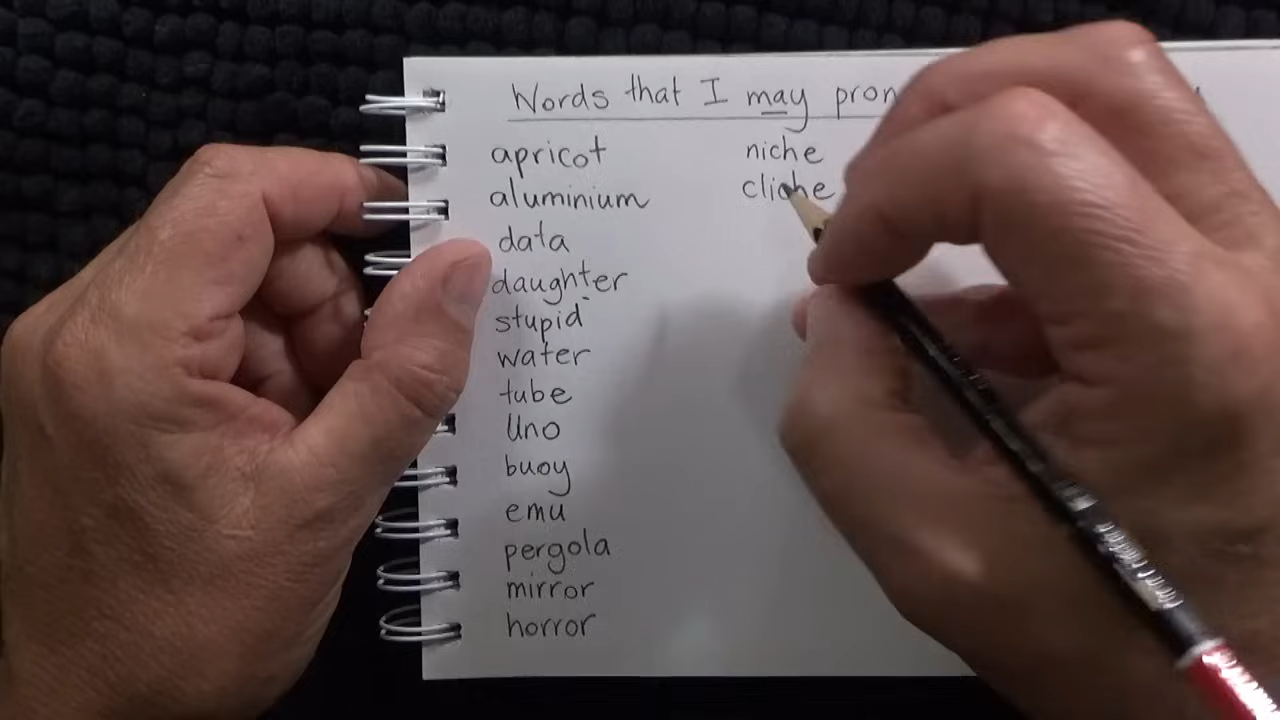 Words that I may pron
apricot
aluminium
data
daughter
stupid
water
tube
Uno
buoy
emu
pergola
mirror
horror
niche
cliche